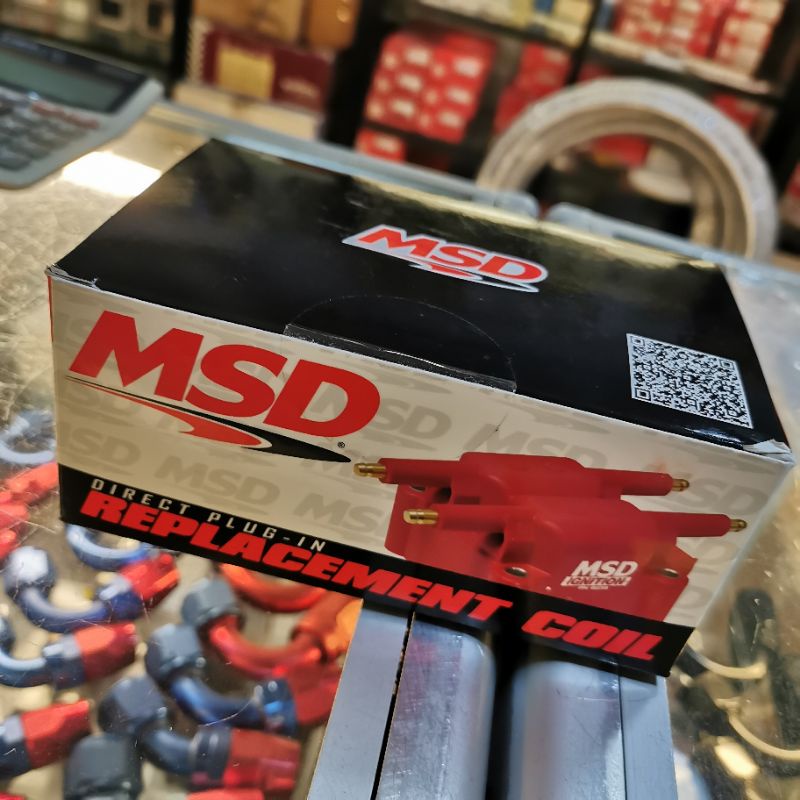 MSD
MSD
DIRECT PLUG-IN
REPLACEMENT COIL
MSD
IGNITION